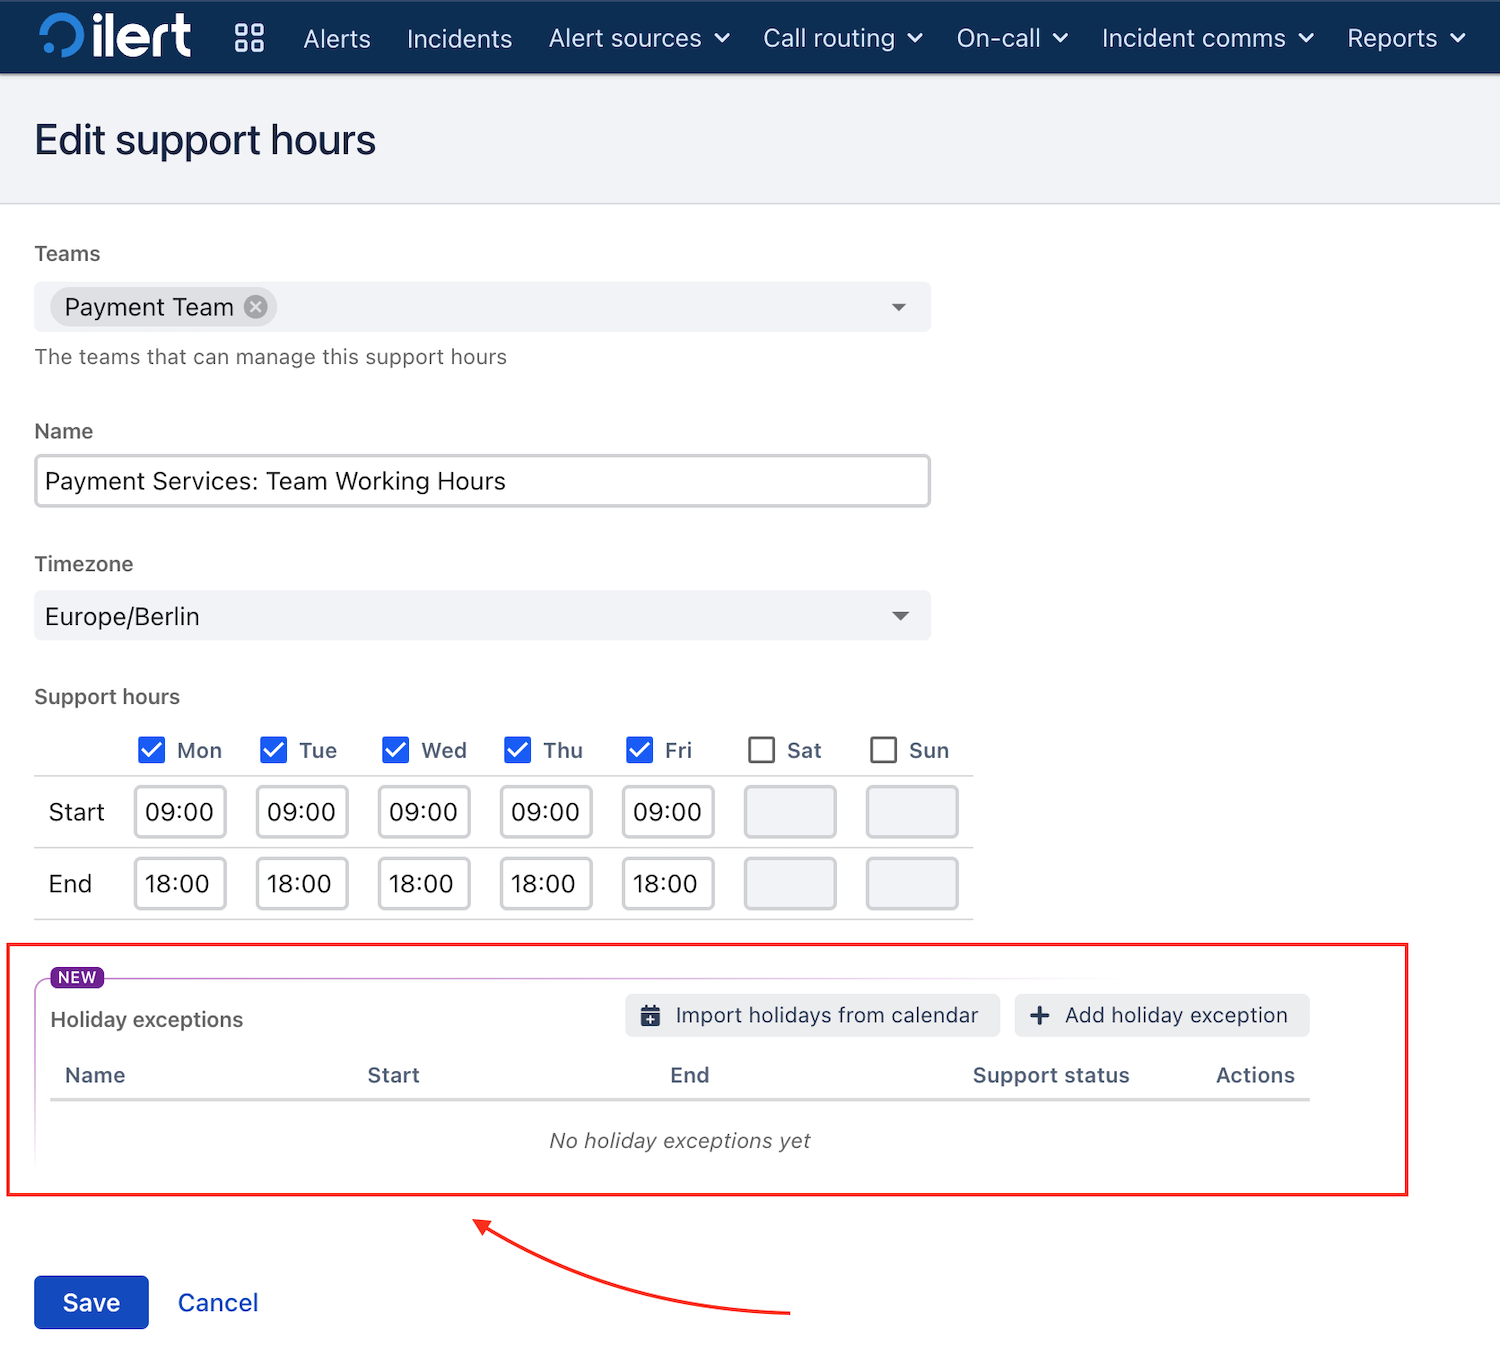 ilert Alerts Incidents Alert sources Call routing On-call Incident comms Reports
Edit support hours
Teams
Payment Team
The teams that can manage this support hours
Name
Payment Services: Team Working Hours
Timezone
Europe/Berlin
Support hours
Mon Tue Wed Thu Fri Sat Sun
Start 09:00 09:00 09:00 09:00 09:00
End 18:00 18:00 18:00 18:00 18:00
NEW
Holiday exceptions Import holidays from calendar Add holiday exception
Name Start End Support status Actions
No holiday exceptions yet
Save Cancel